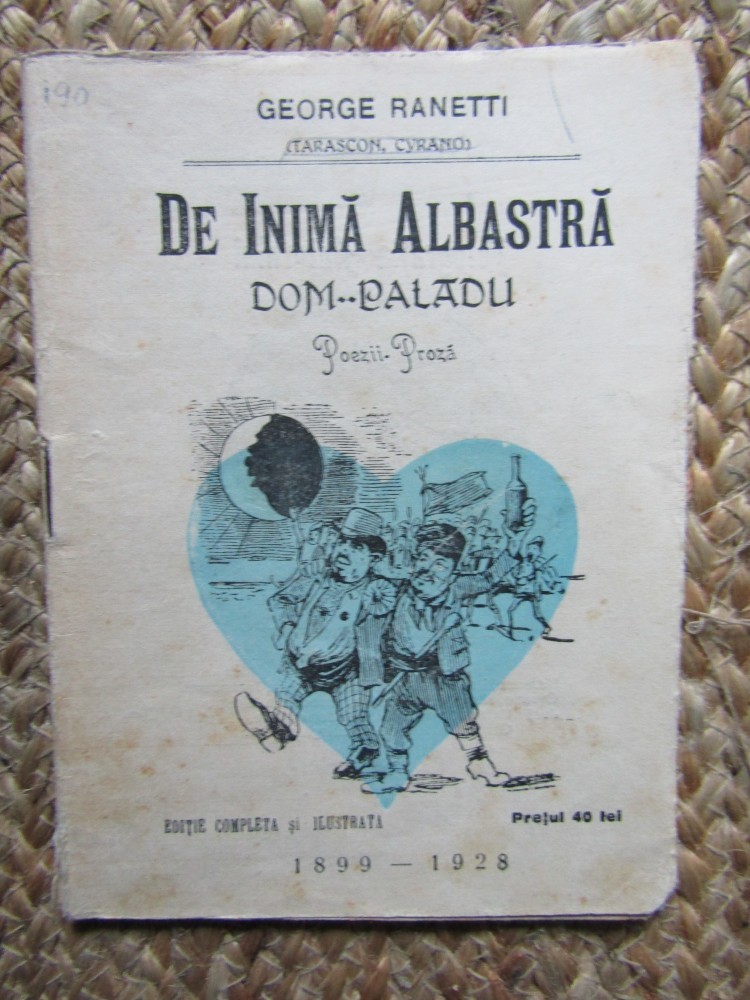 190
GEORGE RANETTI
(TARASCON, CYRANO)
DE INIMĂ ALBASTRĂ
DOM--PALADU
Poezii-Proză
EDIȚIE COMPLETA și ILUSTRATA
Prețul 40 lei
1899 — 1928